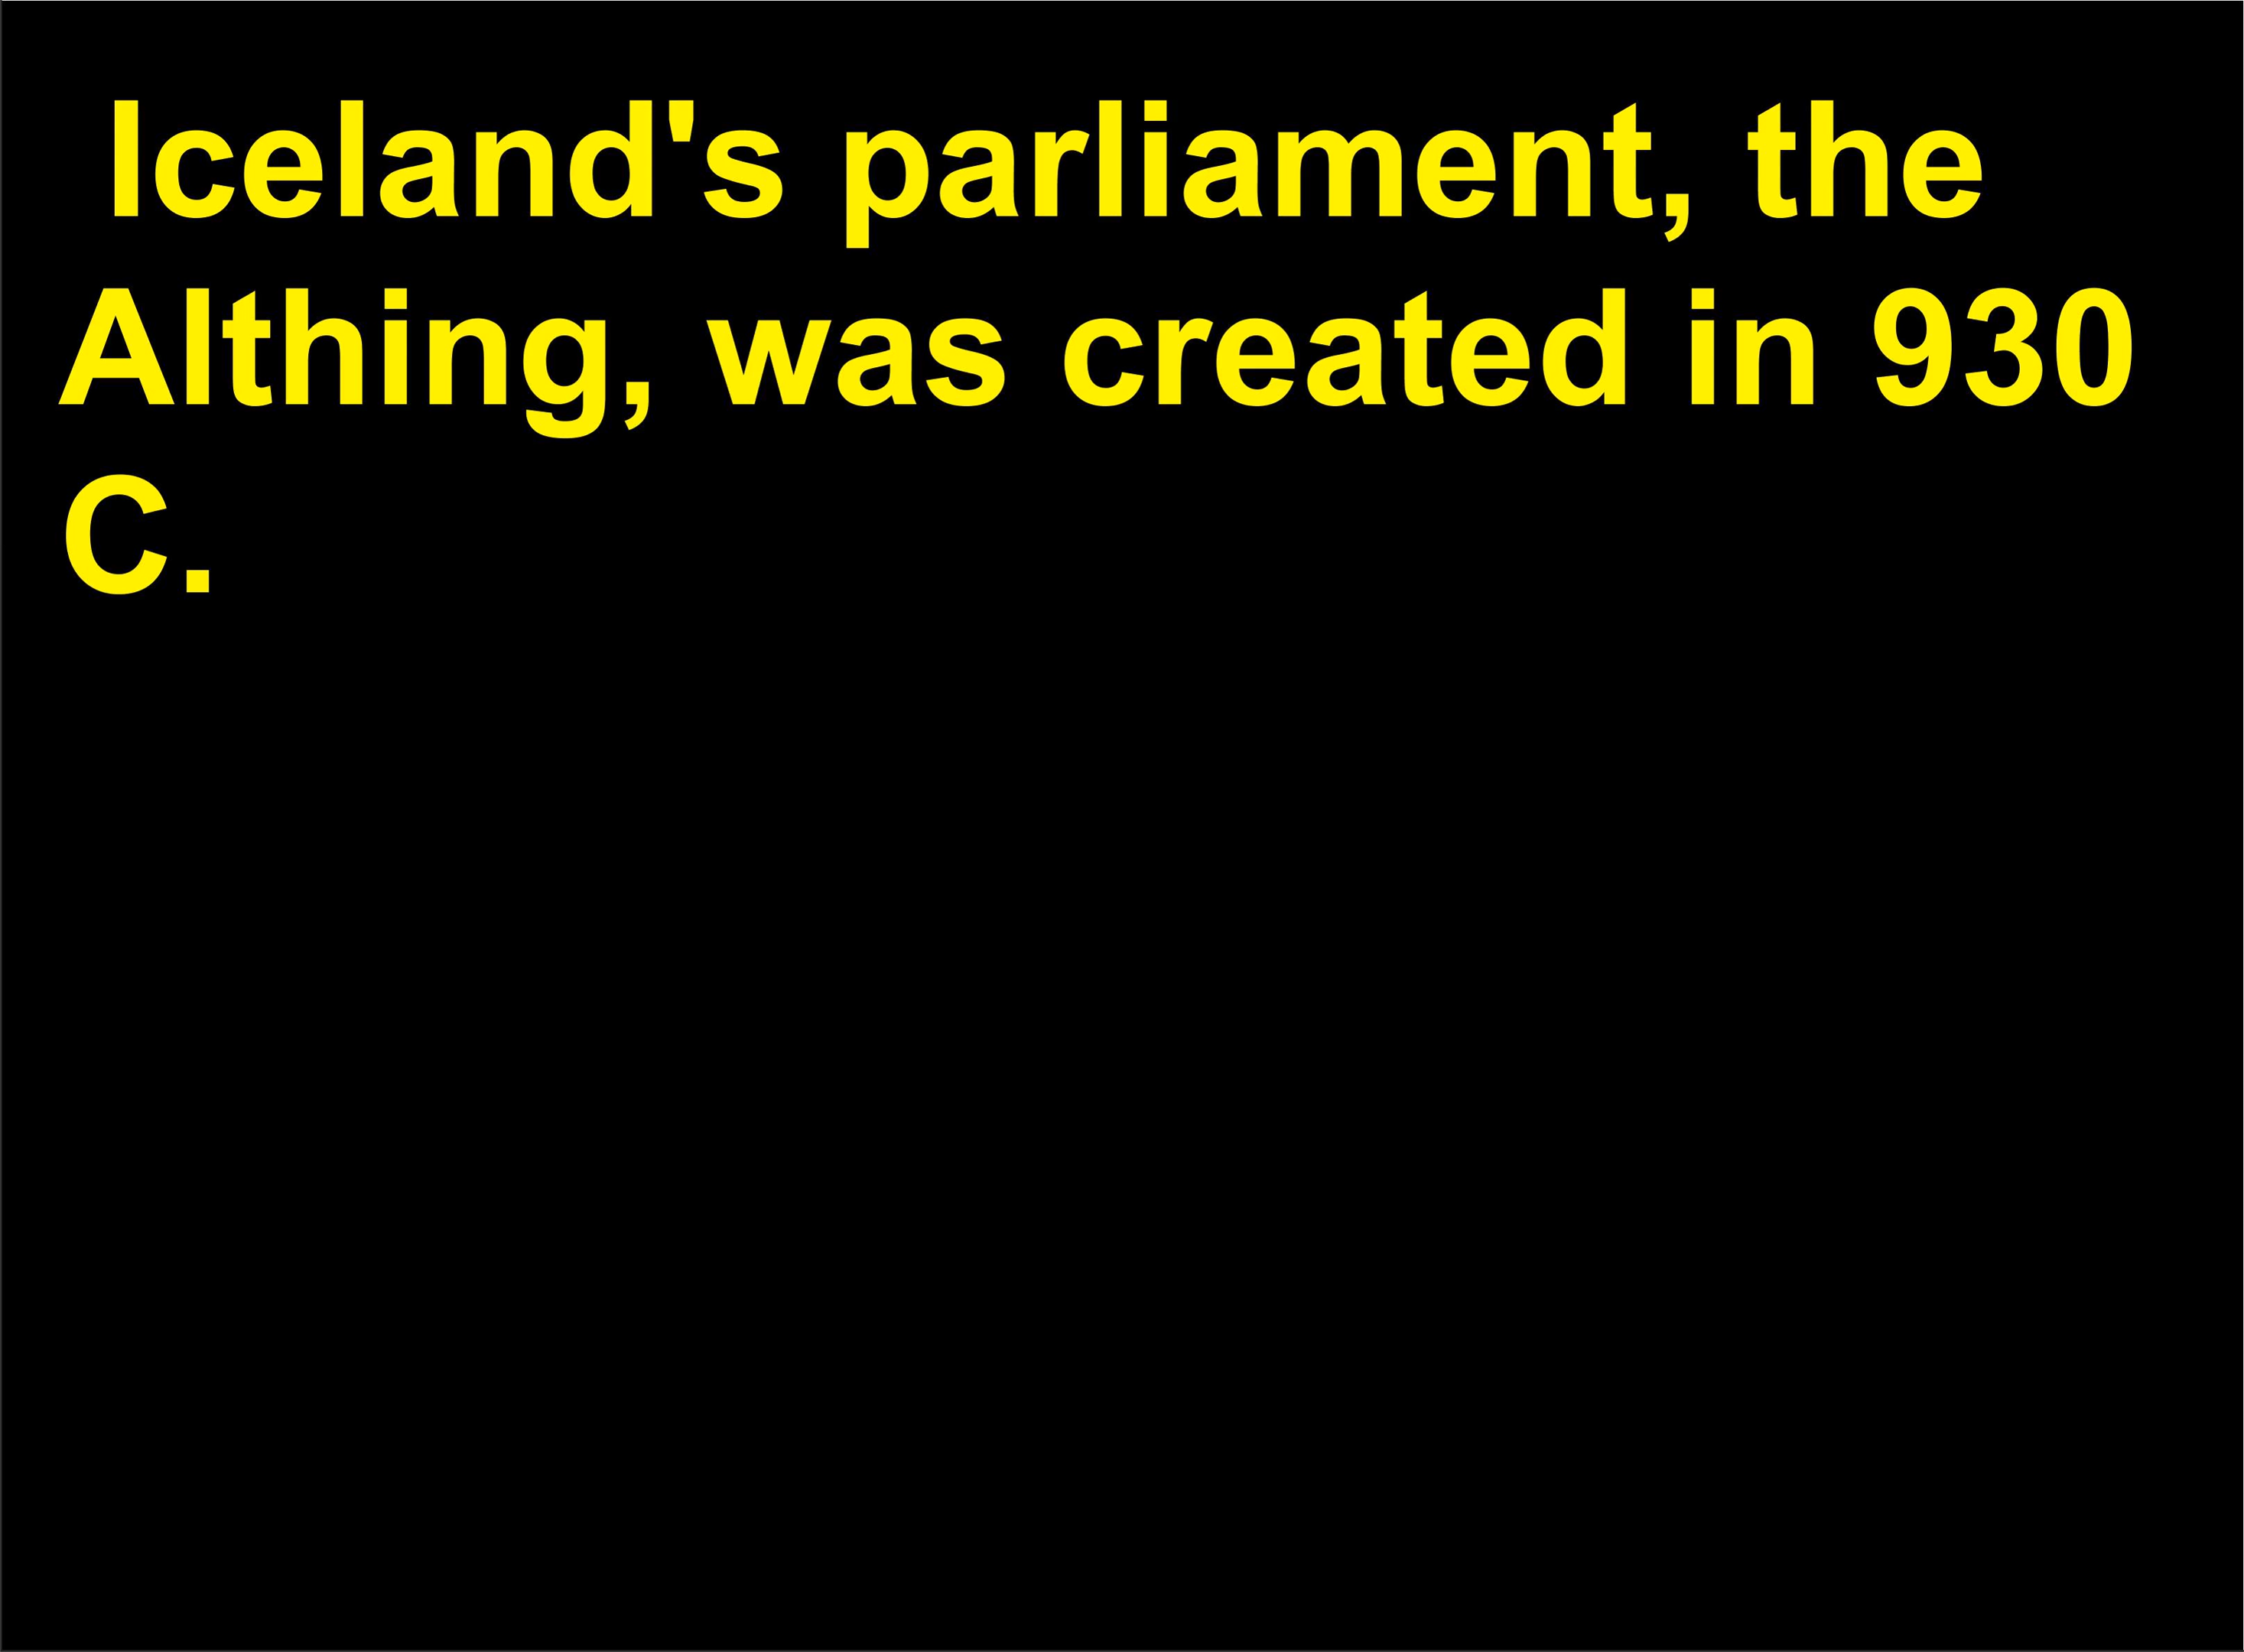 Iceland's parliament, the
Althing, was created in 930
C.